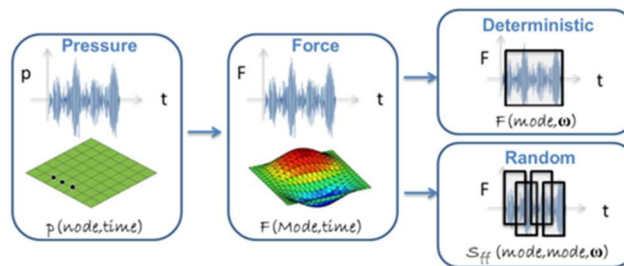 Pressure
p
t
p(node,time)
Force
F
t
F(Mode,time)
Deterministic
F
t
F(mode,ω)
Random
F
t
Sff(mode,mode,ω)